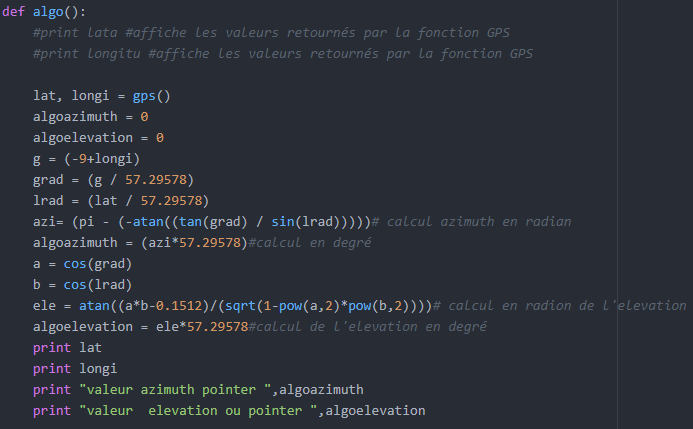 def algo():
    #print lata #affiche les valeurs retournés par la fonction GPS
    #print longitu #affiche les valeurs retournés par la fonction GPS

    lat, longi = gps()
    algoazimuth = 0
    algoelevation = 0
    g = (-9+longi)
    grad = (g / 57.29578)
    lrad = (lat / 57.29578)
    azi= (pi - (-atan((tan(grad) / sin(lrad)))))# calcul azimuth en radian
    algoazimuth = (azi*57.29578)#calcul en degré
    a = cos(grad)
    b = cos(lrad)
    ele = atan((a*b-0.1512)/(sqrt(1-pow(a,2)*pow(b,2))))# calcul en radion de l'elevation
    algoelevation = ele*57.29578#calcul de l'elevation en degré
    print lat
    print longi
    print "valeur azimuth pointer ",algoazimuth
    print "valeur  elevation ou pointer ",algoelevation